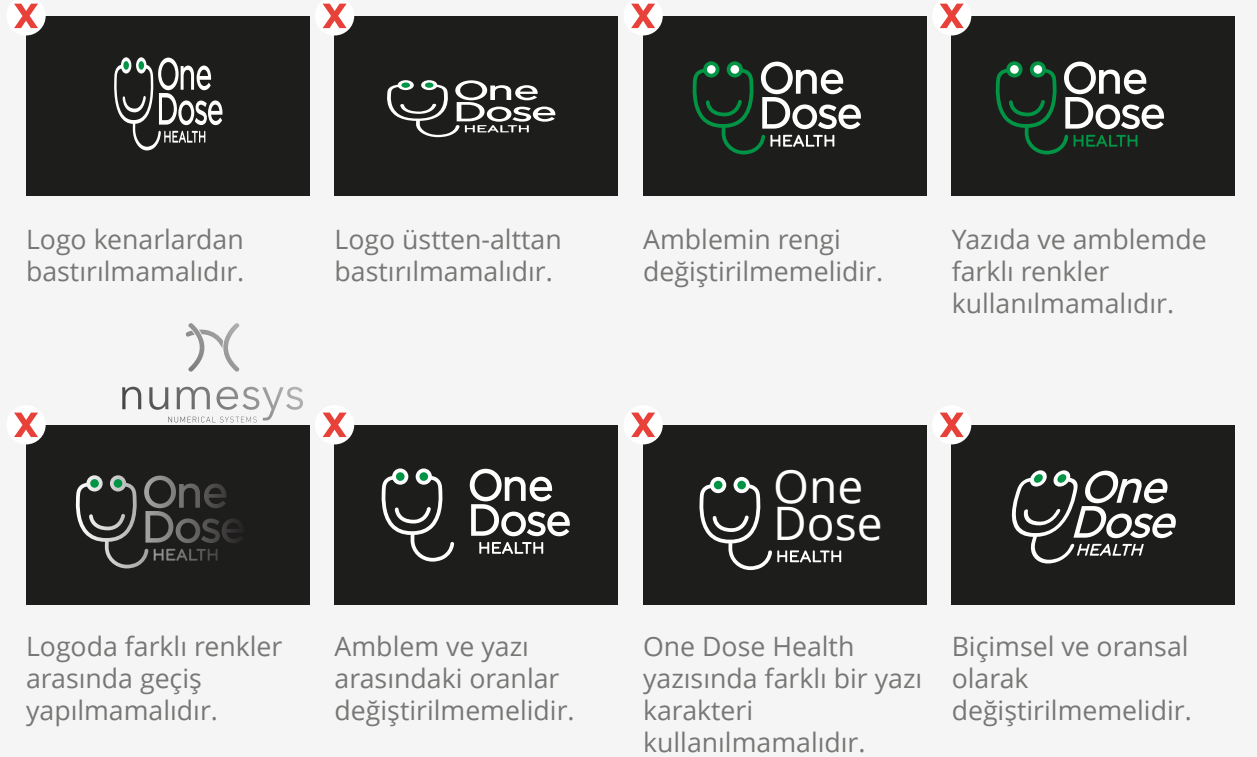 X
X
X
X
One
Dose
HEALTH
One
Dose
HEALTH
One
Dose
HEALTH
One
Dose
HEALTH
Logo kenarlardan
bastırılmamalıdır.
Logo üstten-alttan
bastırılmamalıdır.
Amblemin rengi
değiştirilmemelidir.
Yazıda ve amblemde
farklı renkler
kullanılmamalıdır.
numesys
NUMERICAL SYSTEMS
X
X
X
X
One
Dose
HEALTH
One
Dose
HEALTH
One
Dose
HEALTH
One
Dose
HEALTH
Logoda farklı renkler
arasında geçiş
yapılmamalıdır.
Amblem ve yazı
arasındaki oranlar
değiştirilmemelidir.
One Dose Health
yazısında farklı bir yazı
karakteri
kullanılmamalıdır.
Biçimsel ve oransal
olarak
değiştirilmemelidir.